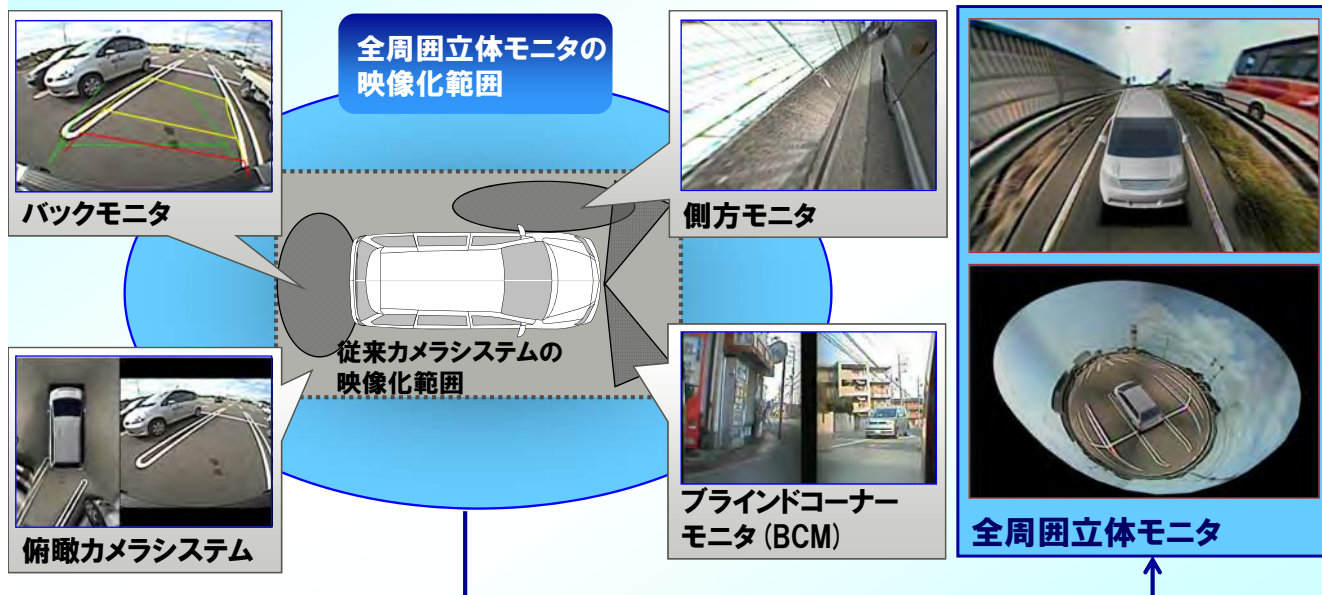 全周囲立体モニタの
映像化範囲
バックモニタ
側方モニタ
従来カメラシステムの
映像化範囲
俯瞰カメラシステム
ブラインドコーナー
モニタ(BCM)
全周囲立体モニタ